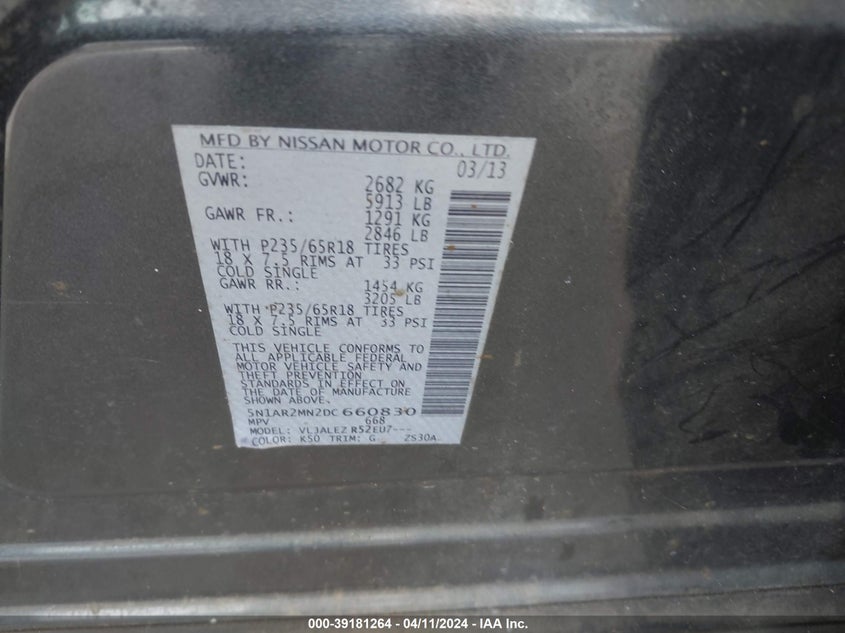 MFD BY NISSAN MOTOR CO., LTD.
DATE: 03/13
GVWR: 2682 KG
5913 LB
GAWR FR.: 1291 KG
2846 LB
WITH P235/65R18 TIRES
18 X 7.5 RIMS AT 33 PSI
COLD SINGLE
GAWR RR.: 1454 KG
3205 LB
WITH P235/65R18 TIRES
18 X 7.5 RIMS AT 33 PSI
COLD SINGLE
THIS VEHICLE CONFORMS TO
ALL APPLICABLE FEDERAL
MOTOR VEHICLE SAFETY AND
THEFT PREVENTION
STANDARDS IN EFFECT ON
THE DATE OF MANUFACTURE
SHOWN ABOVE.
5N1AR2MN2DC660830
MPV 668
MODEL: VLJALEZ R52EU7---
COLOR: K50 TRIM: G ZS30A
000-39181264 - 04/11/2024 - IAA Inc.